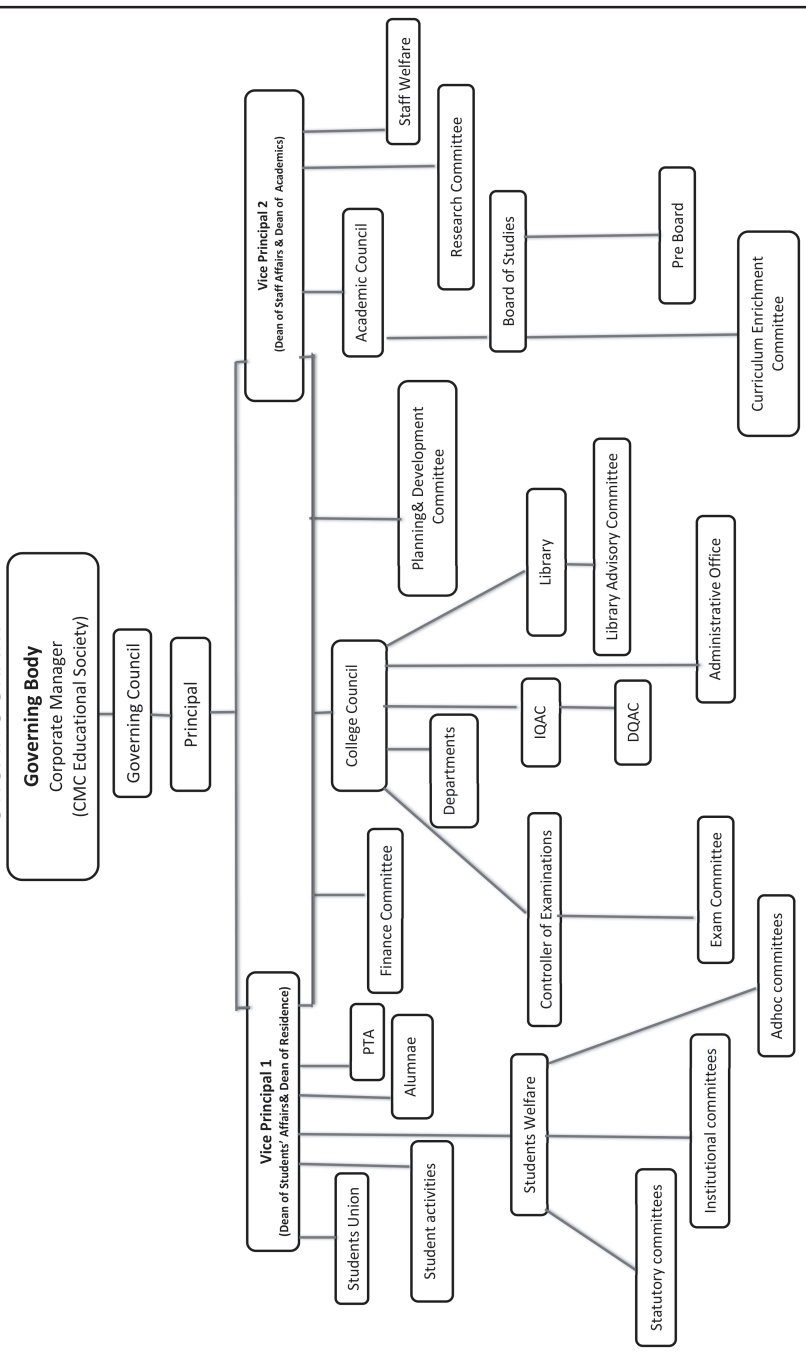 Governing Body
Corporate Manager
(CMC Educational Society)
Governing Council
Principal
Vice Principal 1
(Dean of Students' Affairs& Dean of Residence)
Vice Principal 2
(Dean of Staff Affairs & Dean of Academics)
Students Union
Student activities
Alumnae
PTA
Students Welfare
Statutory committees
Institutional committees
Adhoc committees
Finance Committee
College Council
Planning& Development
Committee
Controller of Examinations
Exam Committee
Departments
IQAC
DQAC
Administrative Office
Library
Library Advisory Committee
Academic Council
Research Committee
Staff Welfare
Board of Studies
Pre Board
Curriculum Enrichment
Committee